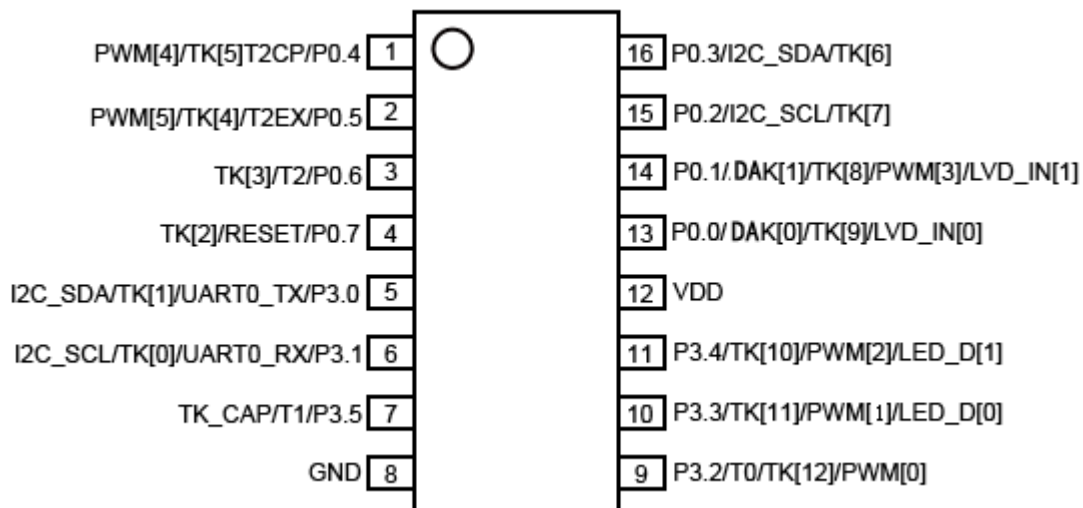 PWM[4]/TK[5]T2CP/P0.4 1 16 P0.3/I2C_SDA/TK[6]
PWM[5]/TK[4]/T2EX/P0.5 2 15 P0.2/I2C_SCL/TK[7]
TK[3]/T2/P0.6 3 14 P0.1/.DAK[1]/TK[8]/PWM[3]/LVD_IN[1]
TK[2]/RESET/P0.7 4 13 P0.0/DAK[0]/TK[9]/LVD_IN[0]
I2C_SDA/TK[1]/UART0_TX/P3.0 5 12 VDD
I2C_SCL/TK[0]/UART0_RX/P3.1 6 11 P3.4/TK[10]/PWM[2]/LED_D[1]
TK_CAP/T1/P3.5 7 10 P3.3/TK[11]/PWM[1]/LED_D[0]
GND 8 9 P3.2/T0/TK[12]/PWM[0]